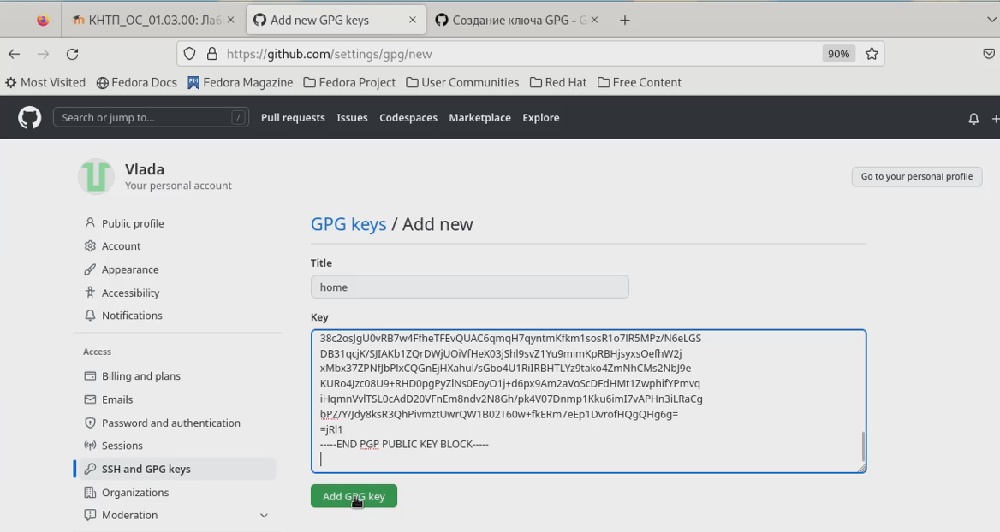 КНТП_ОС_01.03.00: Лаб
Add new GPG keys
Создание ключа GPG - G
https://github.com/settings/gpg/new
90%
Most Visited
Fedora Docs
Fedora Magazine
Fedora Project
User Communities
Red Hat
Free Content
Search or jump to...
/
Pull requests
Issues
Codespaces
Marketplace
Explore
Vlada
Your personal account
Go to your personal profile
Public profile
Account
Appearance
Accessibility
Notifications
Access
Billing and plans
Emails
Password and authentication
Sessions
SSH and GPG keys
Organizations
Moderation
GPG keys / Add new
Title
home
Key
38c2osJgU0vRB7w4FfheTFEvQUAC6qmqH7qyntmKfkm1sosR1o7lR5MPz/N6eLGS
DB31qcjK/SJIAKb1ZQrDWjUOiVfHeX03jShl9svZ1Yu9mimKpRBHjsyxsOefhW2j
xMbx37ZPNfJbPlxCQGnEjHXahul/sGbo4U1RiIRBHTLYz9tako4ZmNhCMs2NbJ9e
KURo4Jzc08U9+RHD0pgPyZlNs0EoyO1j+d6px9Am2aVoScDFdHMt1ZwphifYPmvq
iHqmnVvlTSL0cAdD20VFnEm8ndv2N8Gh/pk4V07Dnmp1Kku6imI7vAPHn3iLRaCg
bPZ/Y/Jdy8ksR3QhPivmztUwrQW1B02T60w+fkERm7eEp1DvrofHQgQHg6g=
=jRl1
-----END PGP PUBLIC KEY BLOCK-----
Add GPG key